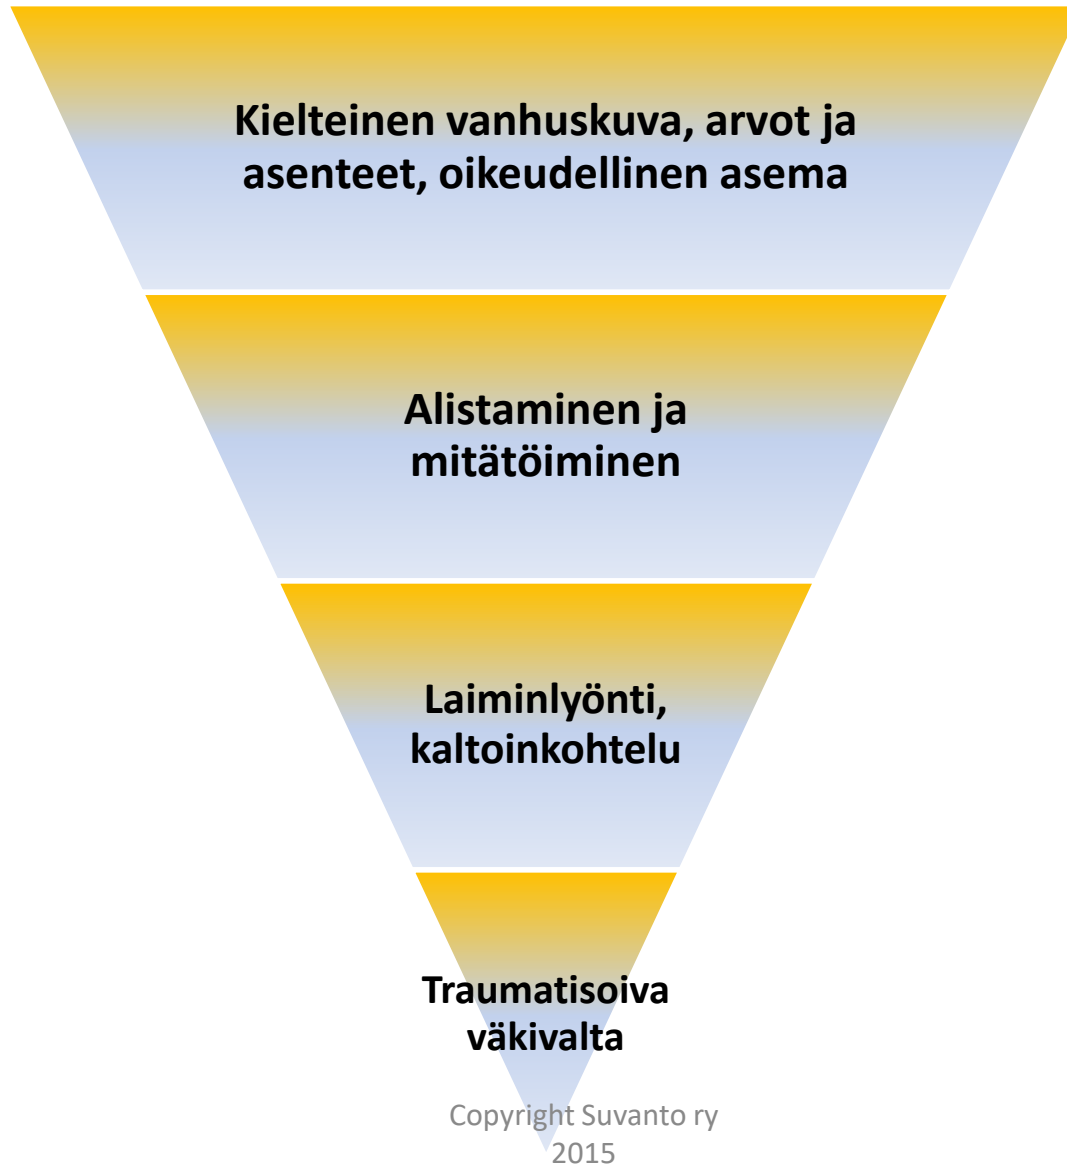 Kielteinen vanhuskuva, arvot ja
asenteet, oikeudellinen asema
Alistaminen ja
mitätöiminen
Laiminlyönti,
kaltoinkohtelu
Traumatisoiva
väkivalta
Copyright Suvanto ry
2015